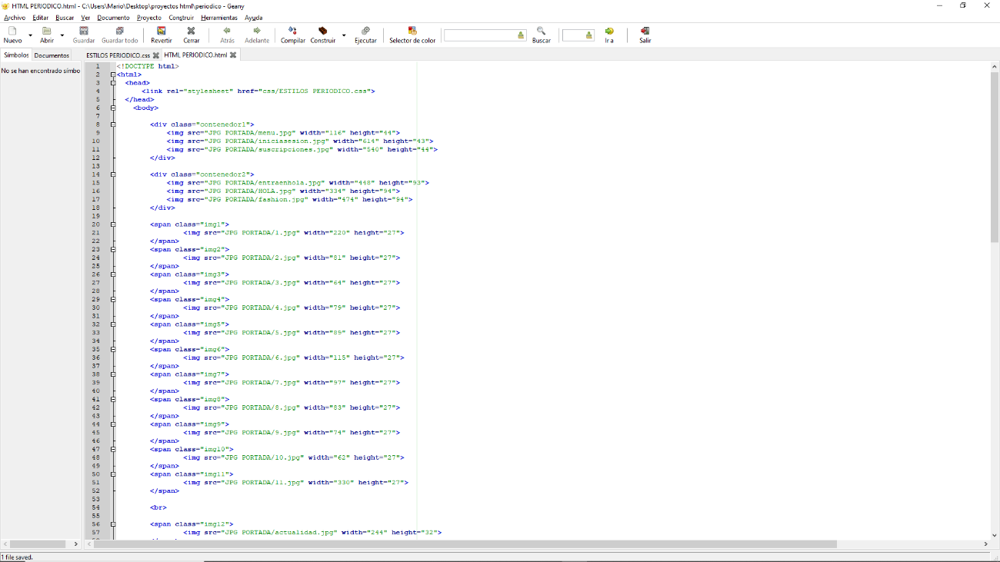 HTML PERIODICO.html - C:\Users\Mario\Desktop\proyectos html\periodico - Geany
Archivo Editar Buscar Ver Documento Proyecto Construir Herramientas Ayuda
Nuevo Abrir Guardar Guardar todo Revertir Cerrar Atrás Adelante Compilar Construir Ejecutar Selector de color Buscar Ir a Salir
Símbolos Documentos ESTILOS PERIODICO.css HTML PERIODICO.html
No se han encontrado símbo
1 <!DOCTYPE html>
2 <html>
3 <head>
4 <link rel="stylesheet" href="css/ESTILOS PERIODICO.css">
5 </head>
6 <body>
7
8 <div class="contenedor1">
9 <img src="JPG PORTADA/menu.jpg" width="116" height="44">
10 <img src="JPG PORTADA/iniciasesion.jpg" width="614" height="43">
11 <img src="JPG PORTADA/suscripciones.jpg" width="540" height="44">
12 </div>
13
14 <div class="contenedor2">
15 <img src="JPG PORTADA/entraenhola.jpg" width="448" height="93">
16 <img src="JPG PORTADA/HOLA.jpg" width="334" height="94">
17 <img src="JPG PORTADA/fashion.jpg" width="474" height="94">
18 </div>
19
20 <span class="img1">
21 <img src="JPG PORTADA/1.jpg" width="220" height="27">
22 </span>
23 <span class="img2">
24 <img src="JPG PORTADA/2.jpg" width="81" height="27">
25 </span>
26 <span class="img3">
27 <img src="JPG PORTADA/3.jpg" width="64" height="27">
28 </span>
29 <span class="img4">
30 <img src="JPG PORTADA/4.jpg" width="79" height="27">
31 </span>
32 <span class="img5">
33 <img src="JPG PORTADA/5.jpg" width="89" height="27">
34 </span>
35 <span class="img6">
36 <img src="JPG PORTADA/6.jpg" width="115" height="27">
37 </span>
38 <span class="img7">
39 <img src="JPG PORTADA/7.jpg" width="97" height="27">
40 </span>
41 <span class="img8">
42 <img src="JPG PORTADA/8.jpg" width="83" height="27">
43 </span>
44 <span class="img9">
45 <img src="JPG PORTADA/9.jpg" width="74" height="27">
46 </span>
47 <span class="img10">
48 <img src="JPG PORTADA/10.jpg" width="62" height="27">
49 </span>
50 <span class="img11">
51 <img src="JPG PORTADA/11.jpg" width="330" height="27">
52 </span>
53
54 <br>
55
56 <span class="img12">
57 <img src="JPG PORTADA/actualidad.jpg" width="244" height="32">
1 file saved.